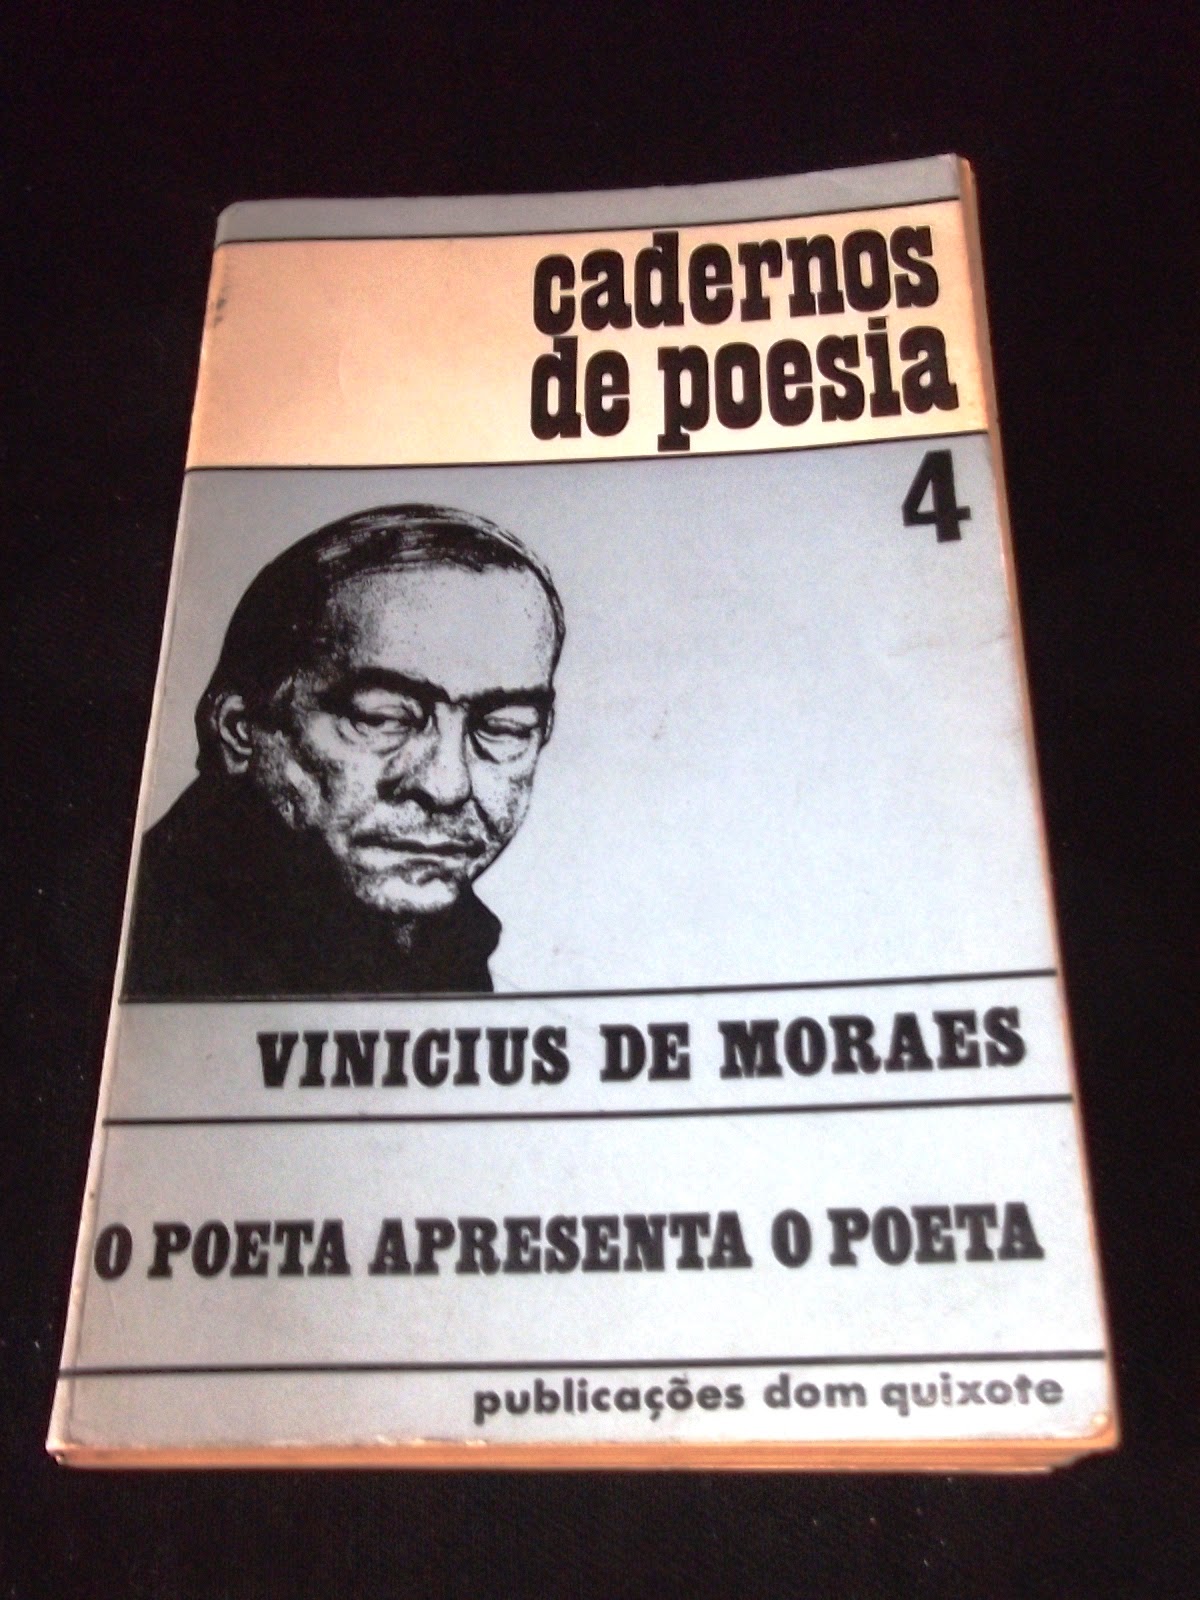 cadernos
de poesia
4
VINICIUS DE MORAES
O POETA APRESENTA O POETA
publicações dom quixote